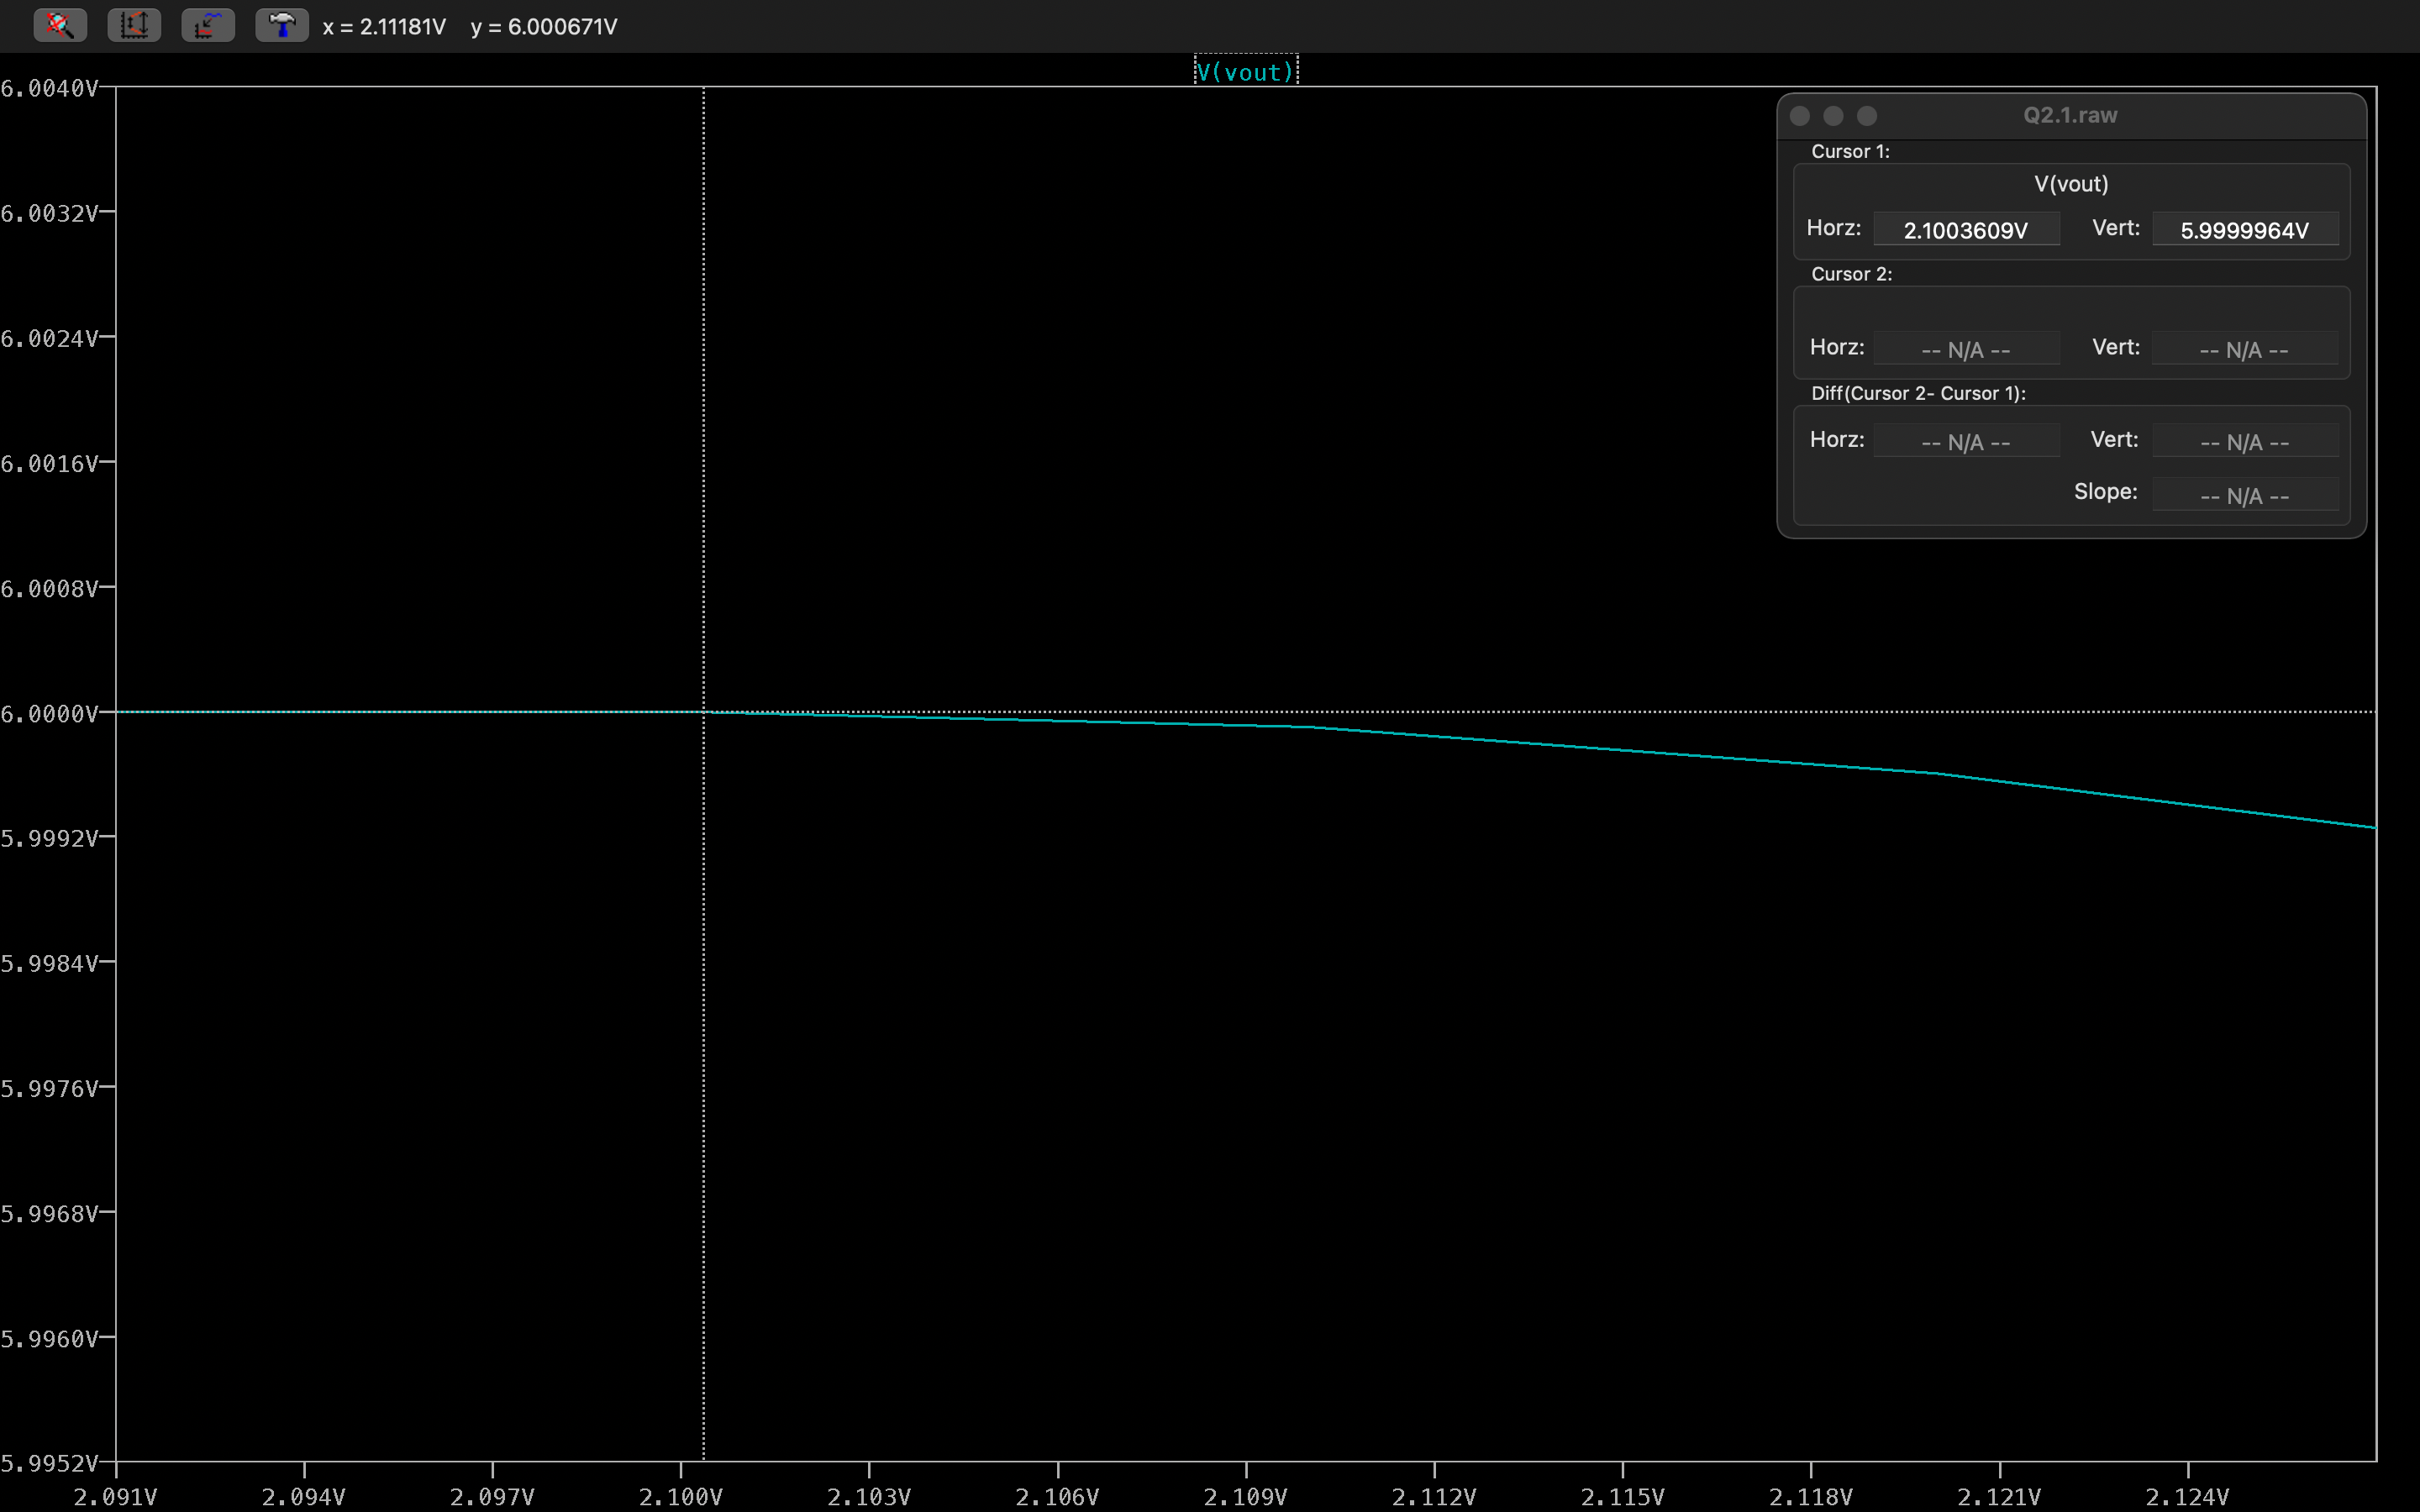 x = 2.11181V y = 6.000671V
V(vout)
6.0040V
6.0032V
6.0024V
6.0016V
6.0008V
6.0000V
5.9992V
5.9984V
5.9976V
5.9968V
5.9960V
5.9952V
2.091V 2.094V 2.097V 2.100V 2.103V 2.106V 2.109V 2.112V 2.115V 2.118V 2.121V 2.124V
Q2.1.raw
Cursor 1:
V(vout)
Horz: 2.1003609V Vert: 5.9999964V
Cursor 2:
Horz: -- N/A -- Vert: -- N/A --
Diff(Cursor 2- Cursor 1):
Horz: -- N/A -- Vert: -- N/A --
Slope: -- N/A --